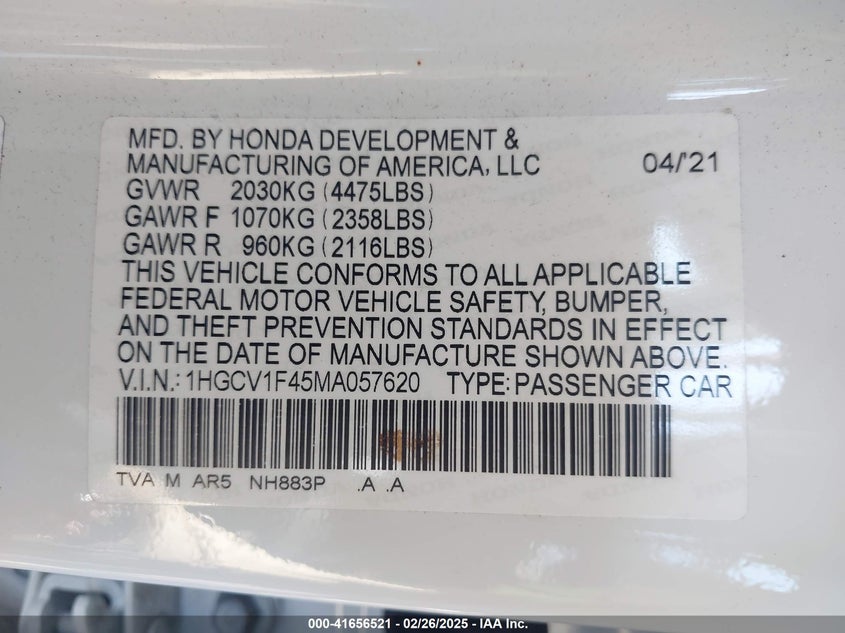 MFD. BY HONDA DEVELOPMENT &
MANUFACTURING OF AMERICA, LLC 04/'21
GVWR 2030KG (4475LBS)
GAWR F 1070KG (2358LBS)
GAWR R 960KG (2116LBS)
THIS VEHICLE CONFORMS TO ALL APPLICABLE
FEDERAL MOTOR VEHICLE SAFETY, BUMPER,
AND THEFT PREVENTION STANDARDS IN EFFECT
ON THE DATE OF MANUFACTURE SHOWN ABOVE.
V.I.N.: 1HGCV1F45MA057620 TYPE: PASSENGER CAR
TVA M AR5 NH883P .A .A
000-41656521 / 02/26/2025 - IAA Inc.